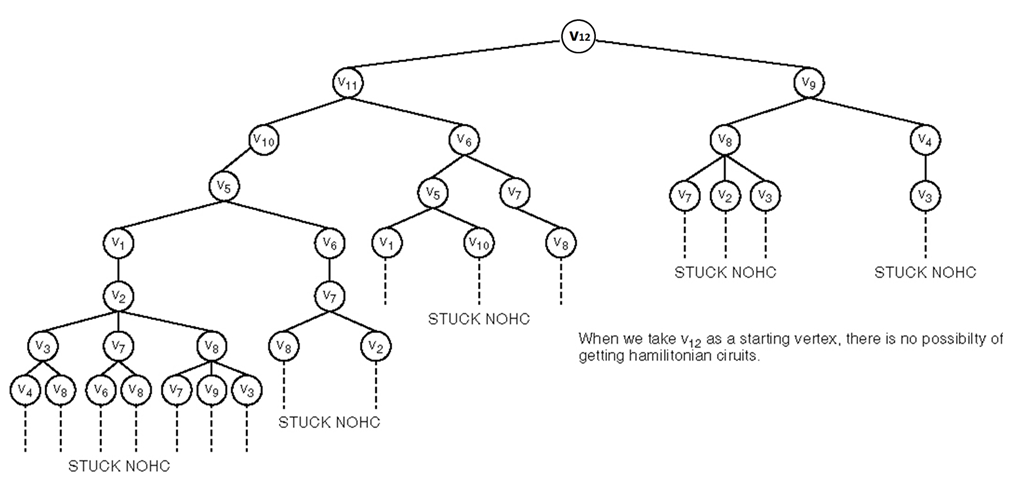 V12
V11 V9
V10 V6 V8 V4
V5 V5 V7 V7 V2 V3 V3
V1 V6 V1 V10 V8
STUCK NOHC STUCK NOHC
V2 V7
STUCK NOHC
V3 V7 V8 V8 V2
When we take v12 as a starting vertex, there is no possibilty of
getting hamilitonian ciruits.
V4 V8 V6 V8 V7 V9 V3
STUCK NOHC
STUCK NOHC